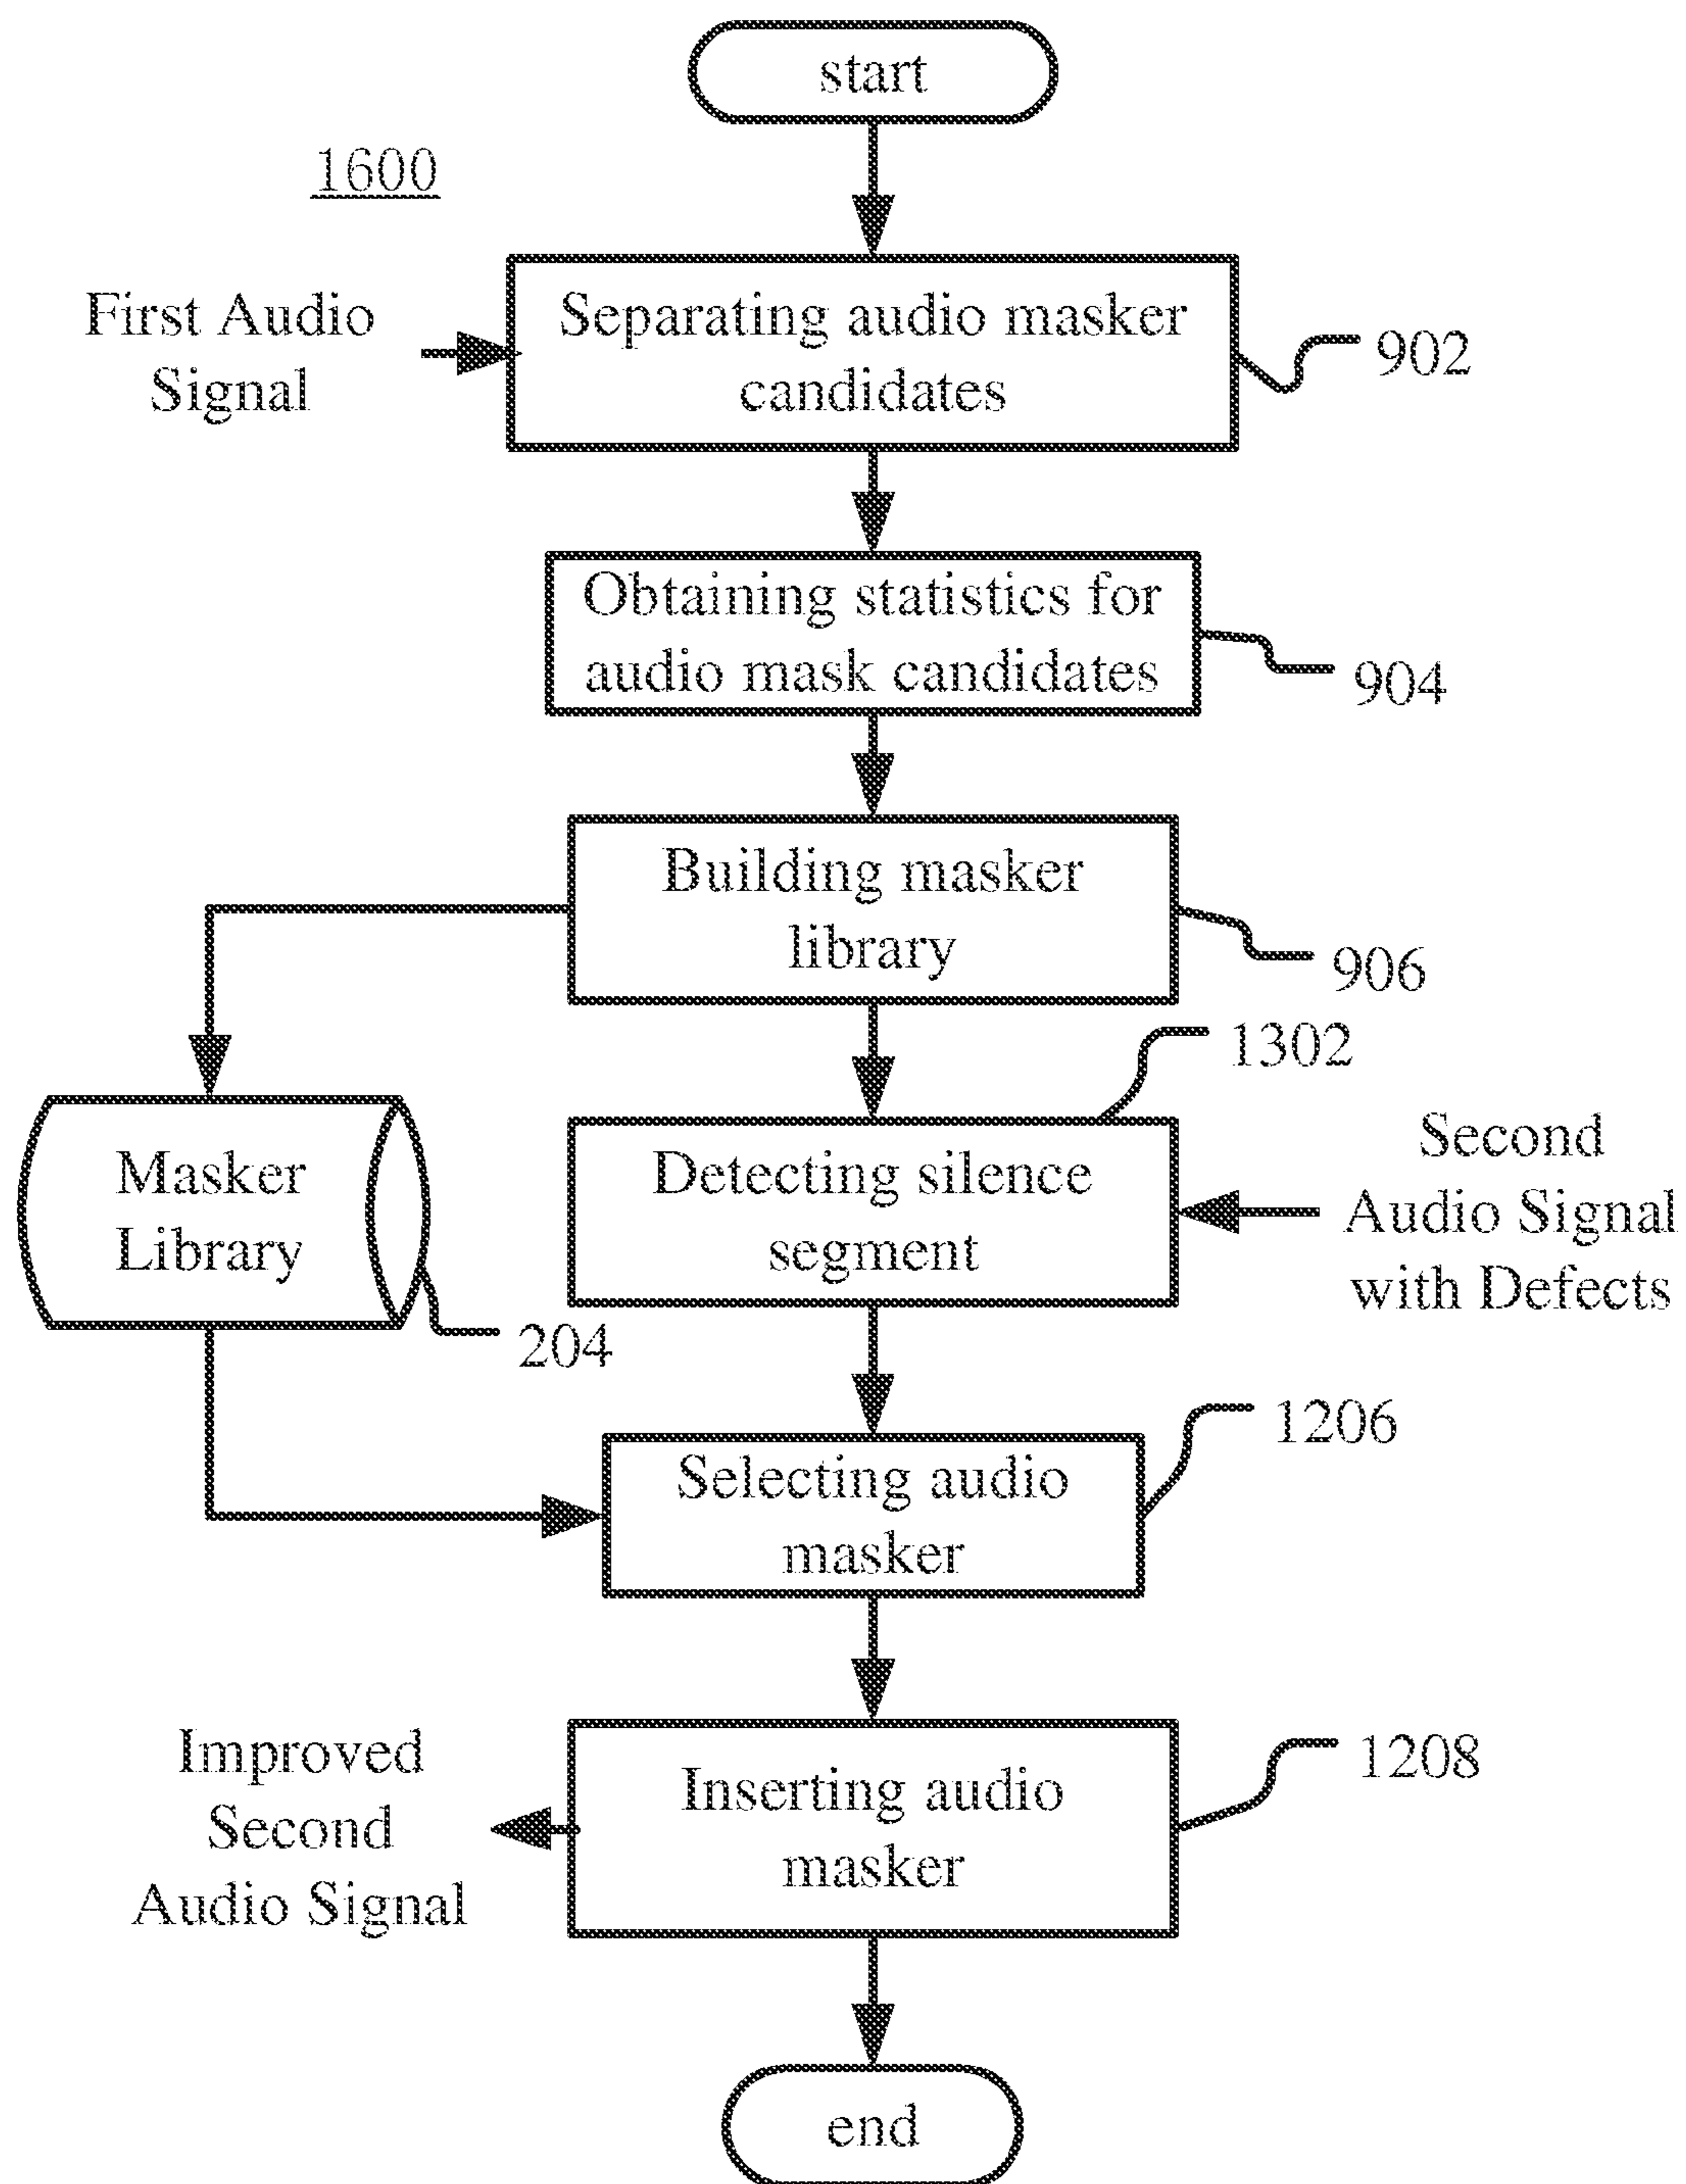 start
1600
First Audio
Signal
Separating audio masker
candidates
902
Obtaining statistics for
audio mask candidates
904
Building masker
library
906
1302
Masker
Library
204
Detecting silence
segment
Second
Audio Signal
with Defects
1206
Selecting audio
masker
Improved
Second
Audio Signal
Inserting audio
masker
1208
end